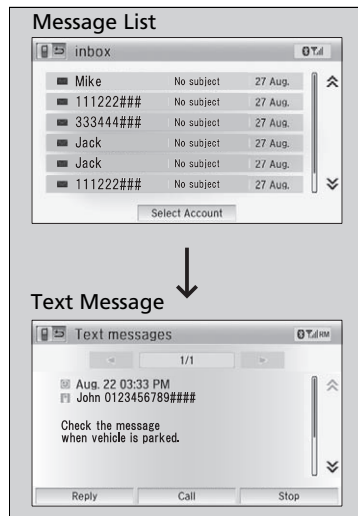 Message List
inbox
Mike No subject 27 Aug.
111222### No subject 27 Aug.
333444### No subject 27 Aug.
Jack No subject 27 Aug.
Jack No subject 27 Aug.
111222### No subject 27 Aug.
Select Account
Text Message
Text messages RM
1/1
Aug. 22 03:33 PM
John 0123456789####
Check the message
when vehicle is parked.
Reply Call Stop